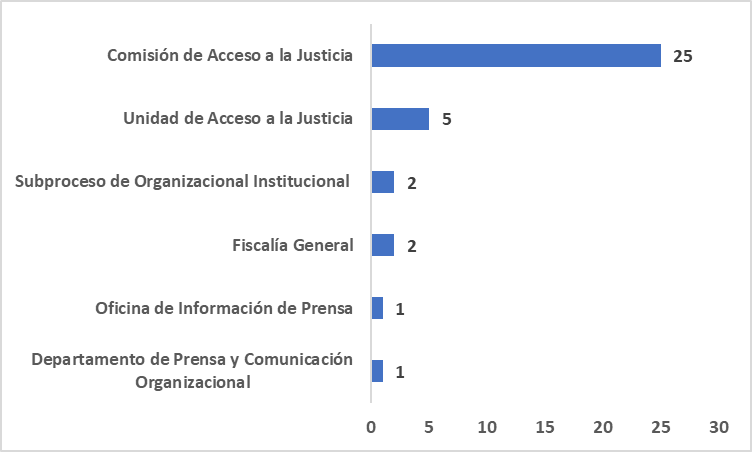 Comisión de Acceso a la Justicia 25
Unidad de Acceso a la Justicia 5
Subproceso de Organizacional Institucional 2
Fiscalía General 2
Oficina de Información de Prensa 1
Departamento de Prensa y Comunicación
Organizacional 1
0 5 10 15 20 25 30